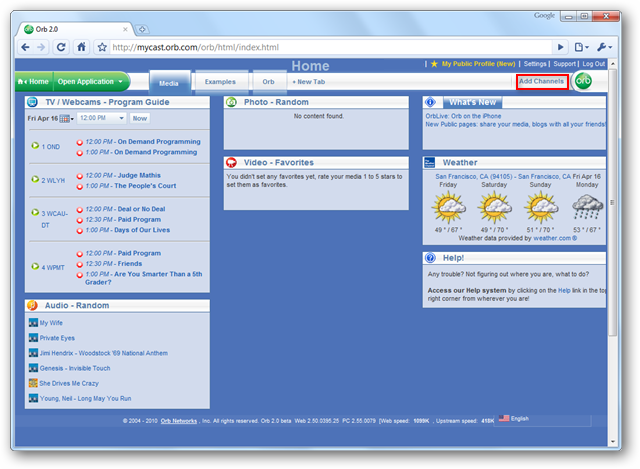 Google
Orb 2.0
http://mycast.orb.com/orb/html/index.html
Home
My Public Profile (New) | Settings | Support | Log Out
Home
Open Application
Media
Examples
Orb
+ New Tab
Add Channels
orb
TV / Webcams - Program Guide
Fri Apr 16
12:00 PM
Now
1 OND
12:00 PM - On Demand Programming
1:00 PM - On Demand Programming
2 WLYH
12:00 PM - Judge Mathis
1:00 PM - The People's Court
3 WCAU-DT
12:00 PM - Deal or No Deal
12:30 PM - Paid Program
1:00 PM - Days of Our Lives
4 WPMT
12:00 PM - Paid Program
12:30 PM - Friends
1:00 PM - Are You Smarter Than a 5th
Grader?
Audio - Random
My Wife
Private Eyes
Jimi Hendrix - Woodstock '69 National Anthem
Genesis - Invisible Touch
She Drives Me Crazy
Young, Neil - Long May You Run
Photo - Random
No content found.
Video - Favorites
You didn't set any favorites yet, rate your media 1 to 5 stars to
set them as favorites.
What's New
OrbLive: Orb on the iPhone
New Public pages: share your media, blogs with all your friends!
Weather
San Francisco, CA (94105) - San Francisco, CA Fri Apr 16
Friday Saturday Sunday Monday
49 ° / 67 ° 49 ° / 70 ° 51 ° / 70 ° 53 ° / 67 °
Weather data provided by weather.com ®
Help!
Any trouble? Not figuring out where you are, what to do?
Access our Help system by clicking on the Help link in the top
right corner from wherever you are!
© 2004 - 2010 Orb Networks, Inc. All rights reserved. Orb 2.0 beta Web 2.50.0395.25 PC 2.55.0079 [Web speed: 1099K , Upstream speed: 418K
English